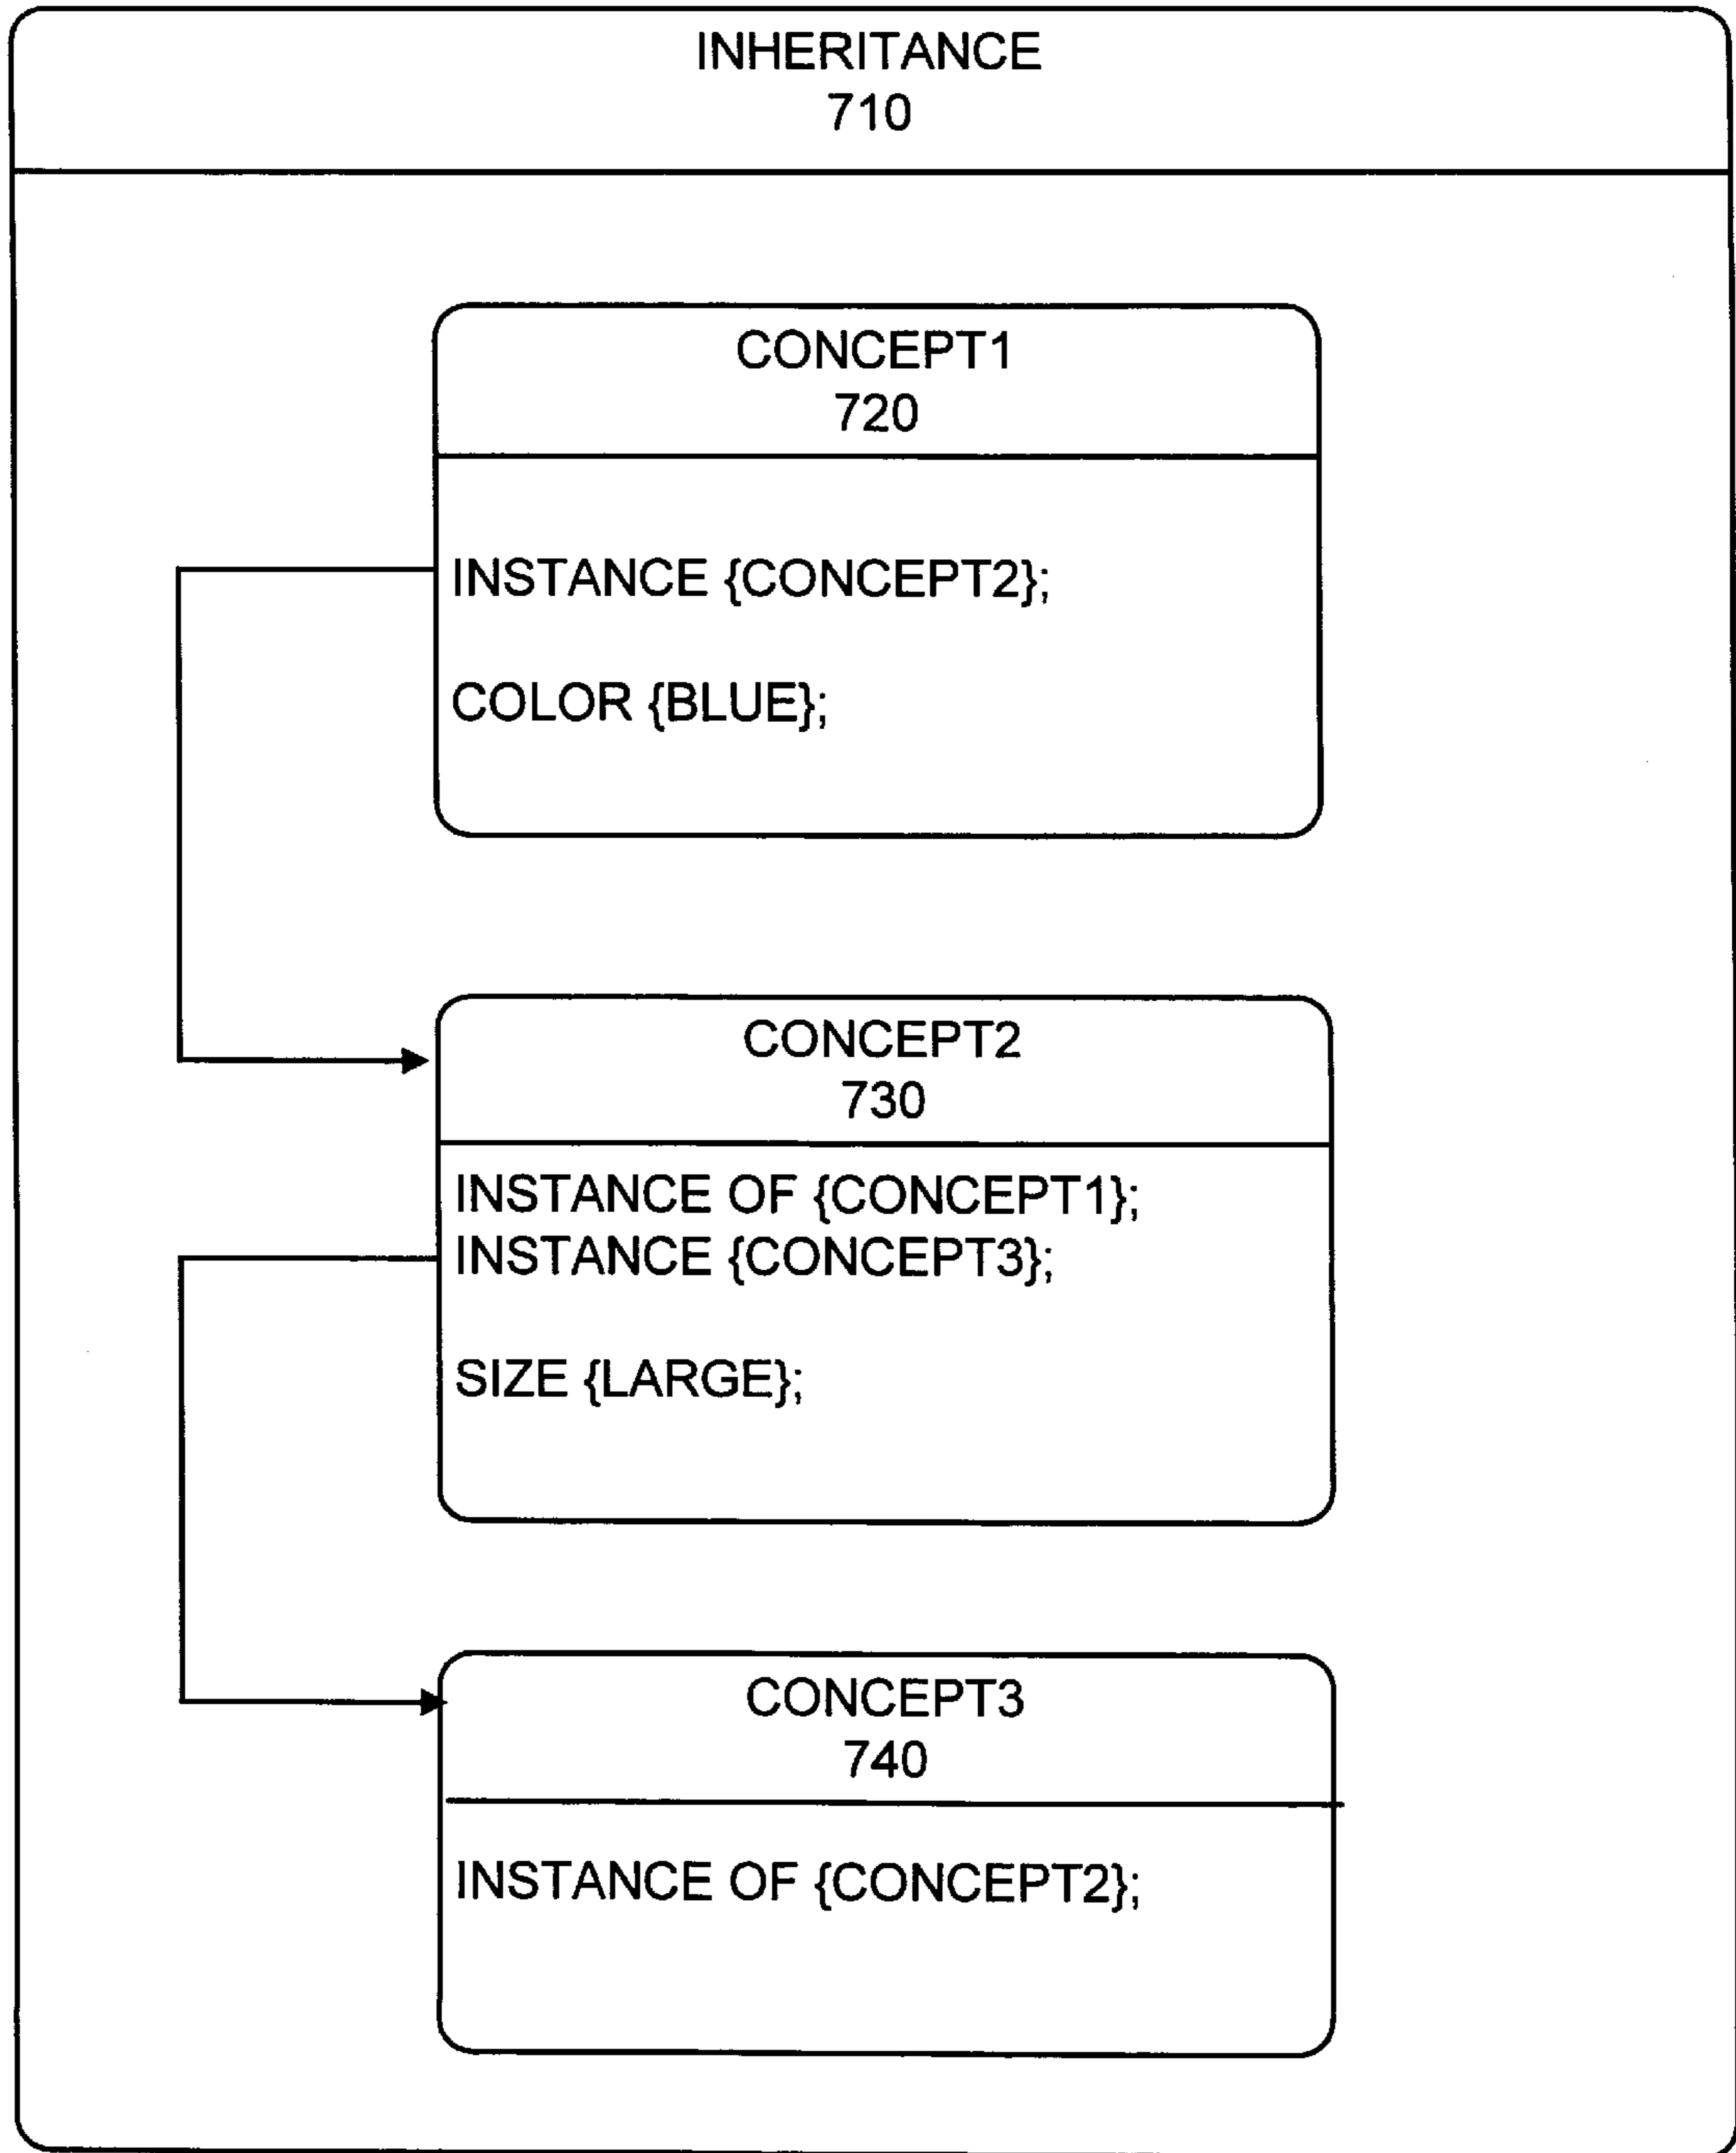 INHERITANCE
710
CONCEPT1
720
INSTANCE {CONCEPT2};
COLOR {BLUE};
CONCEPT2
730
INSTANCE OF {CONCEPT1};
INSTANCE {CONCEPT3};
SIZE {LARGE};
CONCEPT3
740
INSTANCE OF {CONCEPT2};